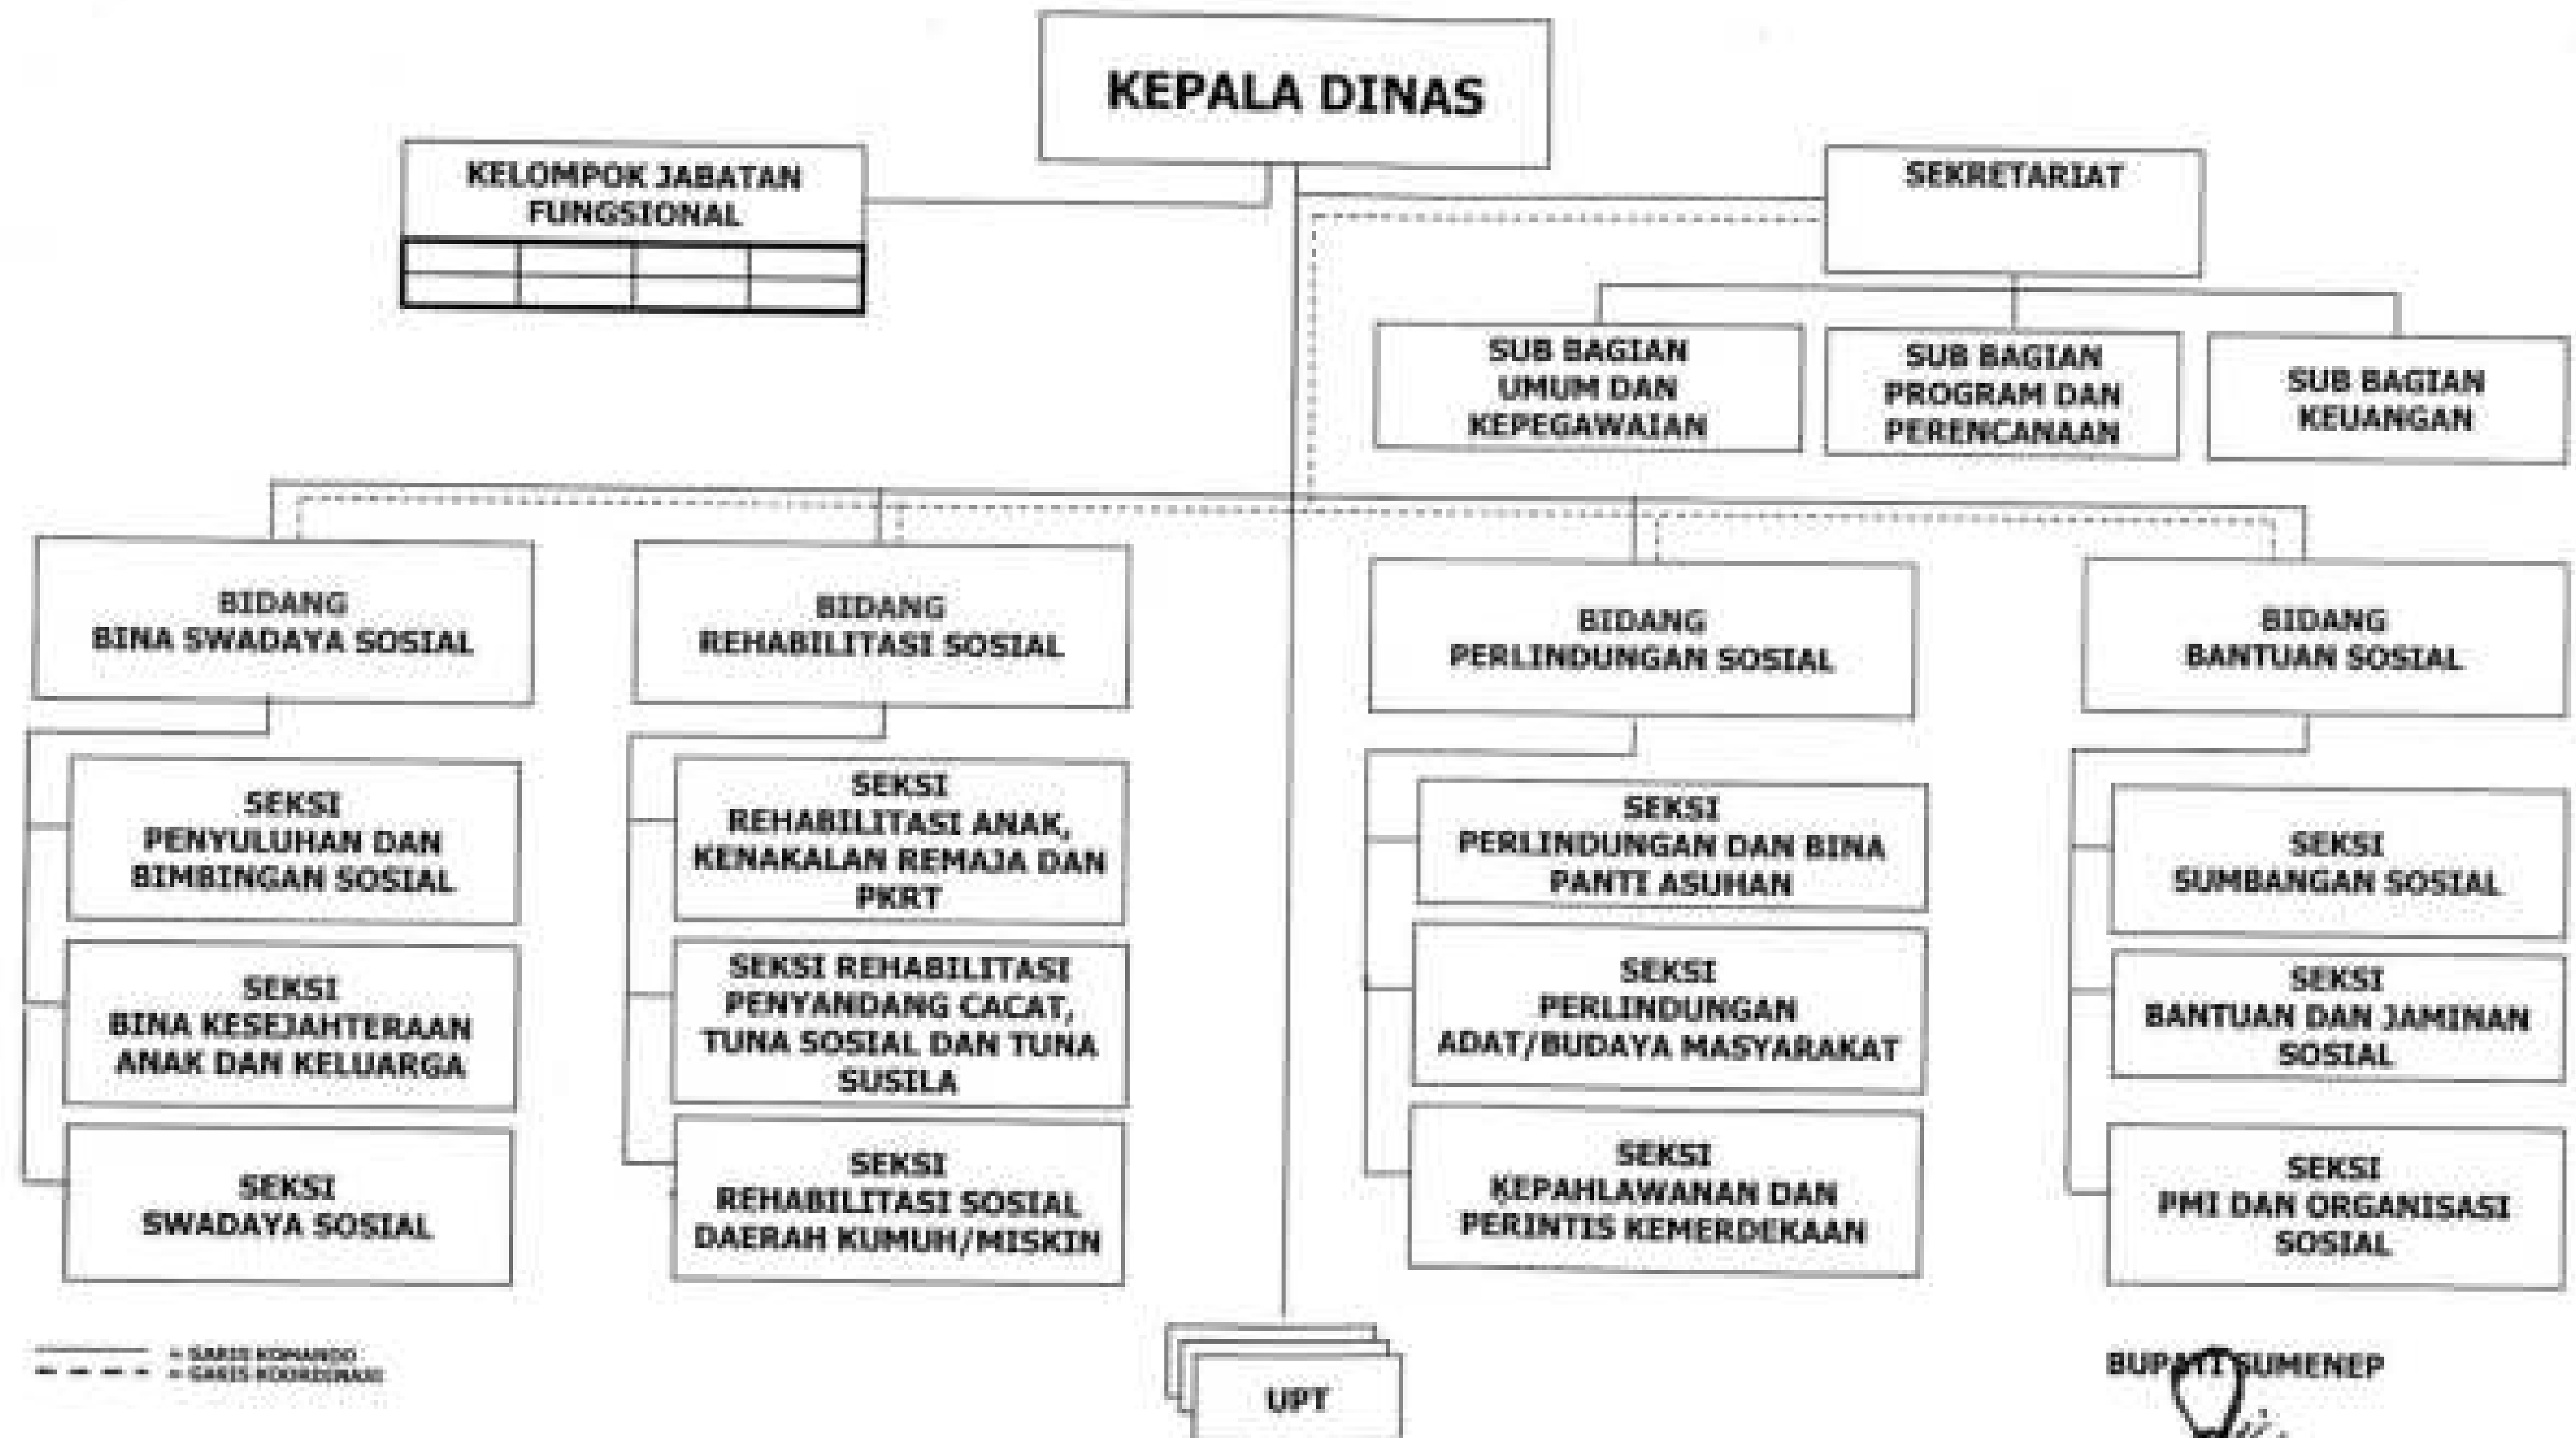 KEPALA DINAS
KELOMPOK JABATAN
FUNGSIONAL
SEKRETARIAT
SUB BAGIAN
UMUM DAN
KEPEGAWAIAN
SUB BAGIAN
PROGRAM DAN
PERENCANAAN
SUB BAGIAN
KEUANGAN
BIDANG
BINA SWADAYA SOSIAL
BIDANG
REHABILITASI SOSIAL
BIDANG
PERLINDUNGAN SOSIAL
BIDANG
BANTUAN SOSIAL
SEKSI
PENYULUHAN DAN
BIMBINGAN SOSIAL
SEKSI
BINA KESEJAHTERAAN
ANAK DAN KELUARGA
SEKSI
SWADAYA SOSIAL
SEKSI
REHABILITASI ANAK,
KENAKALAN REMAJA DAN
PKRT
SEKSI REHABILITASI
PENYANDANG CACAT,
TUNA SOSIAL DAN TUNA
SUSILA
SEKSI
REHABILITASI SOSIAL
DAERAH KUMUH/MISKIN
SEKSI
PERLINDUNGAN DAN BINA
PANTI ASUHAN
SEKSI
PERLINDUNGAN
ADAT/BUDAYA MASYARAKAT
SEKSI
KEPAHLAWANAN DAN
PERINTIS KEMERDEKAAN
SEKSI
SUMBANGAN SOSIAL
SEKSI
BANTUAN DAN JAMINAN
SOSIAL
SEKSI
PMI DAN ORGANISASI
SOSIAL
= GARIS KOMANDO
= GARIS KOORDINASI
UPT
BUPATI SUMENEP